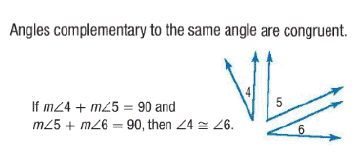 Angles complementary to the same angle are congruent.
If m∠4 + m∠5 = 90 and
m∠5 + m∠6 = 90, then ∠4 ≅ ∠6.
4
5
6